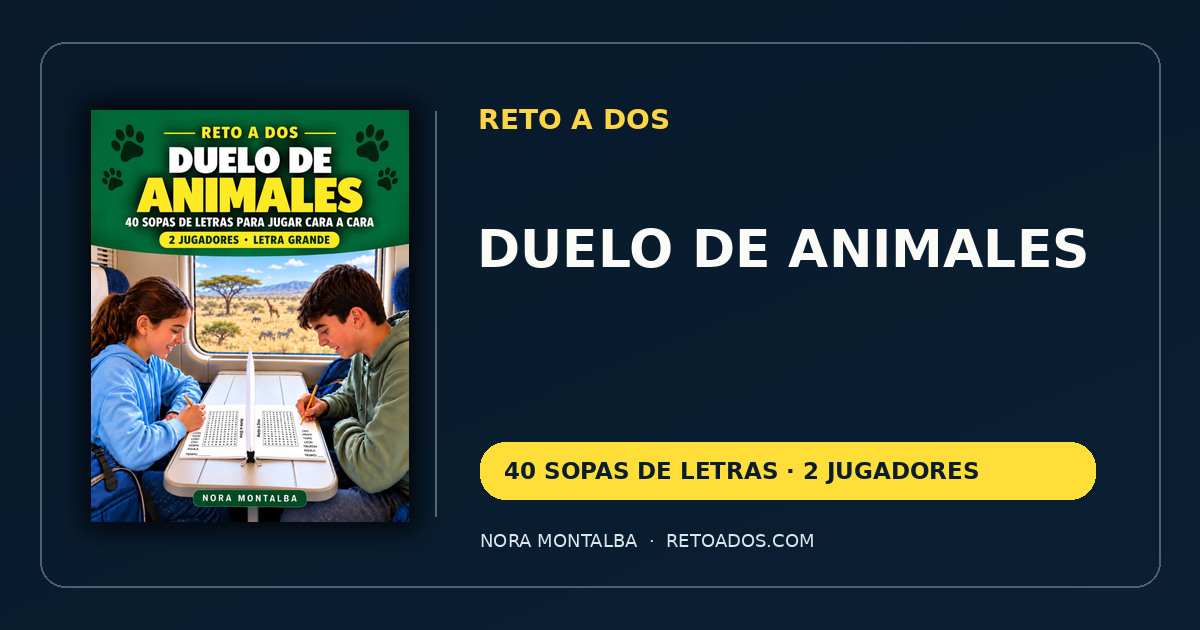 RETO A DOS
DUELO DE
ANIMALES
40 SOPAS DE LETRAS PARA JUGAR CARA A CARA
2 JUGADORES • LETRA GRANDE
NORA MONTALBA
RETO A DOS
DUELO DE ANIMALES
40 SOPAS DE LETRAS · 2 JUGADORES
NORA MONTALBA · RETOADOS.COM